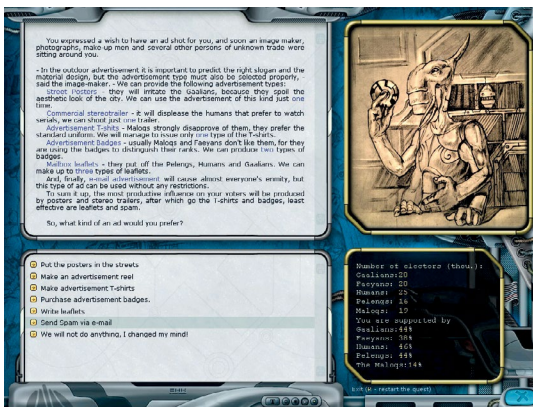 You expressed a wish to have an ad shot for you, and soon an image maker,
photographs, make-up men and several other persons of unknown trade were
sitting around you.
- In the outdoor advertisement it is important to predict the right slogan and the
material design, but the advertisement type must also be selected properly, -
said the image-maker. - We can provide the following advertisement types:
Street Posters - they will irritate the Gaalians, because they spoil the
aesthetic look of the city. We can use the advertisement of this kind just one
time.
Commercial stereotrailer - it will displease the humans that prefer to watch
serials, we can shoot just one trailer.
Advertisement T-shits - Malogs strongly disapprove of them, they prefer the
standard uniform. We will manage to issue only one type of the T-shirts.
Advertisement Badges - usually Malogs and Faeyans don't like them, for they
are using the badges to distinguish their ranks. We can produce two types of
badges.
Mailbox leaflets - they put off the Pelengs, Humans and Gaalians. We can
make up to three types of leaflets.
And, finally, e-mail advertisement will cause almost everyone's enmity, but
this type of ad can be used without any restrictions.
To sum it up, the most productive influence on your voters will be produced
by posters and stereo trailers, after which go the T-shirts and badges, least
effective are leaflets and spam.
So, what kind of an ad would you prefer?
Put the posters in the streets
Make an advertisement reel
Make advertisement T-shirts
Purchase advertisement badges.
Write leaflets
Send Spam via e-mail
We will not do anything, I changed my mind!
Number of electors (thou.):
Gaalians:20
Faeyans: 20
Humans: 25
Pelengs: 16
Maloqs: 19
You are supported by
Gaalians:44%
Faeyans: 38%
Humans: 46%
Pelengs: 44%
The Maloqs:14%
Exit (R - restart the quest)